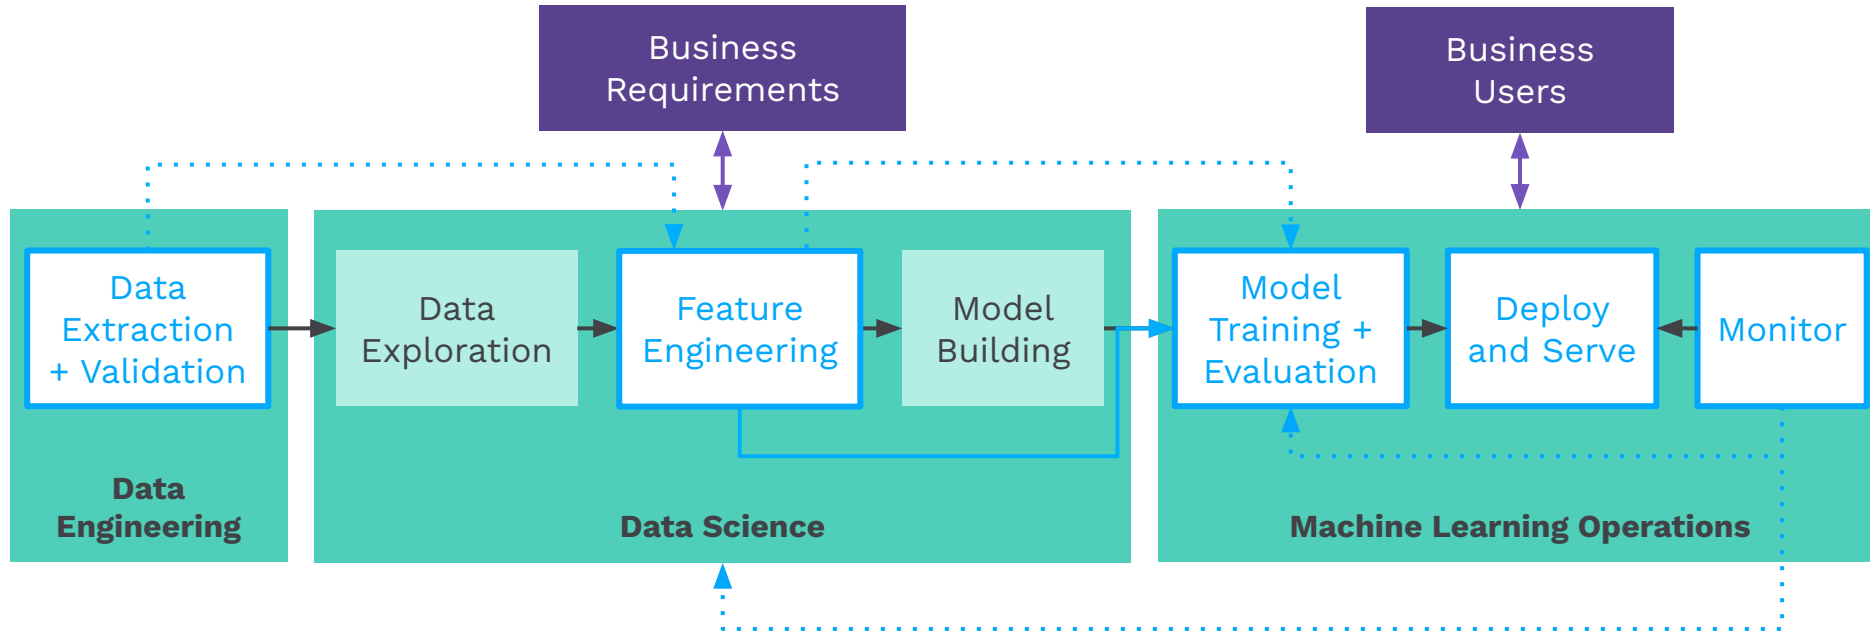 Business
Requirements
Business
Users
Data
Extraction
+ Validation
Data
Exploration
Feature
Engineering
Model
Building
Model
Training +
Evaluation
Deploy
and Serve
Monitor
Data
Engineering
Data Science
Machine Learning Operations